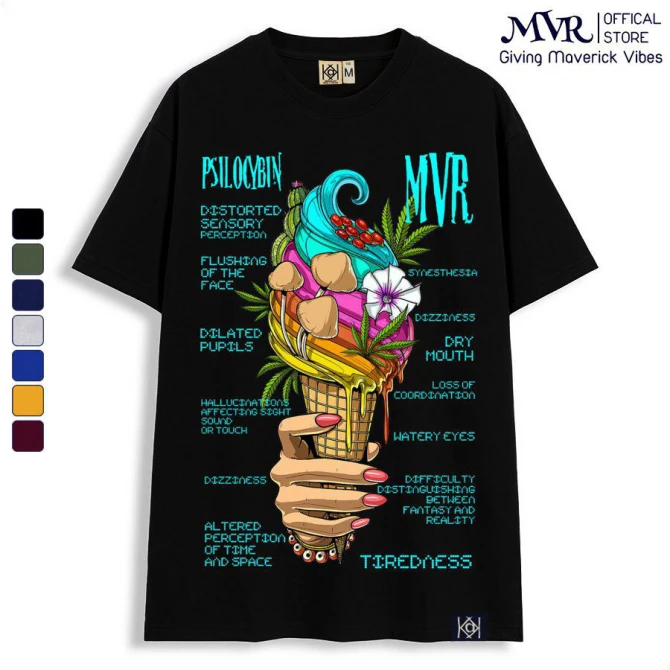 MVR
OFFICAL
STORE
Giving Maverick Vibes
M
PSILOCYBIN
MVR
DISTORTED
SENSORY
PERCEPTION
FLUSHING
OF THE
FACE
DILATED
PUPILS
HALLUCINATIONS
AFFECTING SIGHT
SOUND
OR TOUCH
DIZZINESS
ALTERED
PERCEPTION
OF TIME
AND SPACE
SYNESTHESIA
DIZZINESS
DRY
MOUTH
LOSS OF
COORDINATION
WATERY EYES
DIFFICULTY
DISTINGUISHING
BETWEEN
FANTASY AND
REALITY
TIREDNESS